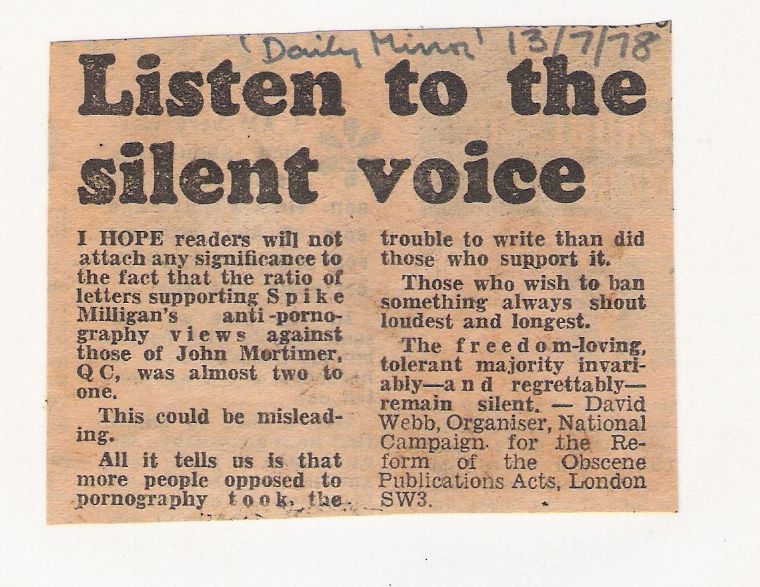 'Daily Mirror' 13/7/78
Listen to the
silent voice
I HOPE readers will not
attach any significance to
the fact that the ratio of
letters supporting Spike
Milligan's anti-porno-
graphy views against
those of John Mortimer,
QC, was almost two to
one.
This could be mislead-
ing.
All it tells us is that
more people opposed to
pornography took the
trouble to write than did
those who support it.
Those who wish to ban
something always shout
loudest and longest.
The freedom-loving,
tolerant majority invari-
ably—and regrettably—
remain silent. — David
Webb, Organiser, National
Campaign for the Re-
form of the Obscene
Publications Acts, London
SW3.